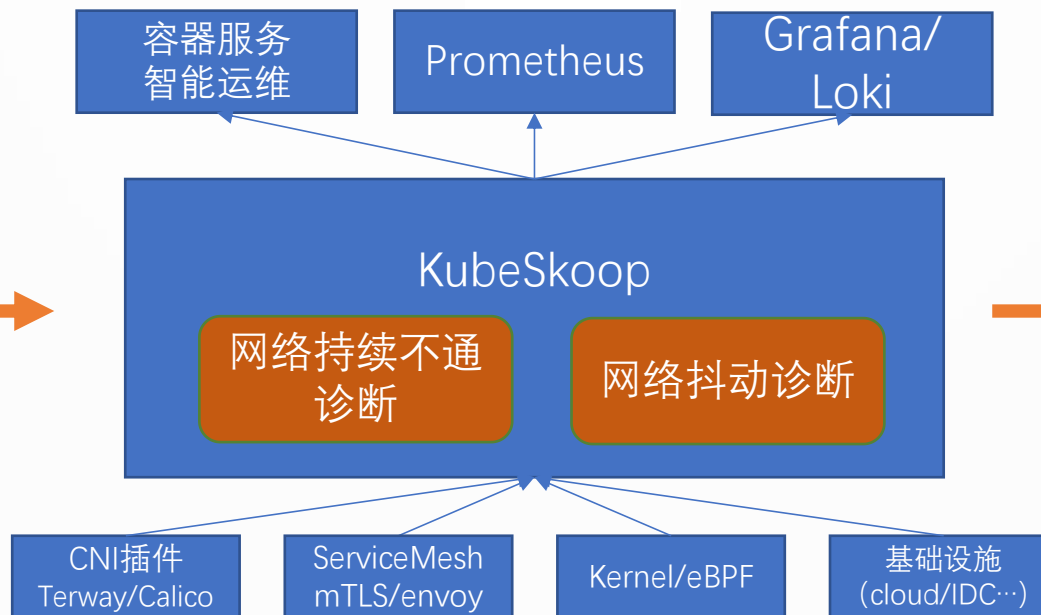 容器服务
智能运维
Prometheus
Grafana/
Loki
KubeSkoop
网络持续不通
诊断
网络抖动诊断
CNI插件
Terway/Calico
ServiceMesh
mTLS/envoy
Kernel/eBPF
基础设施
(cloud/IDC…)